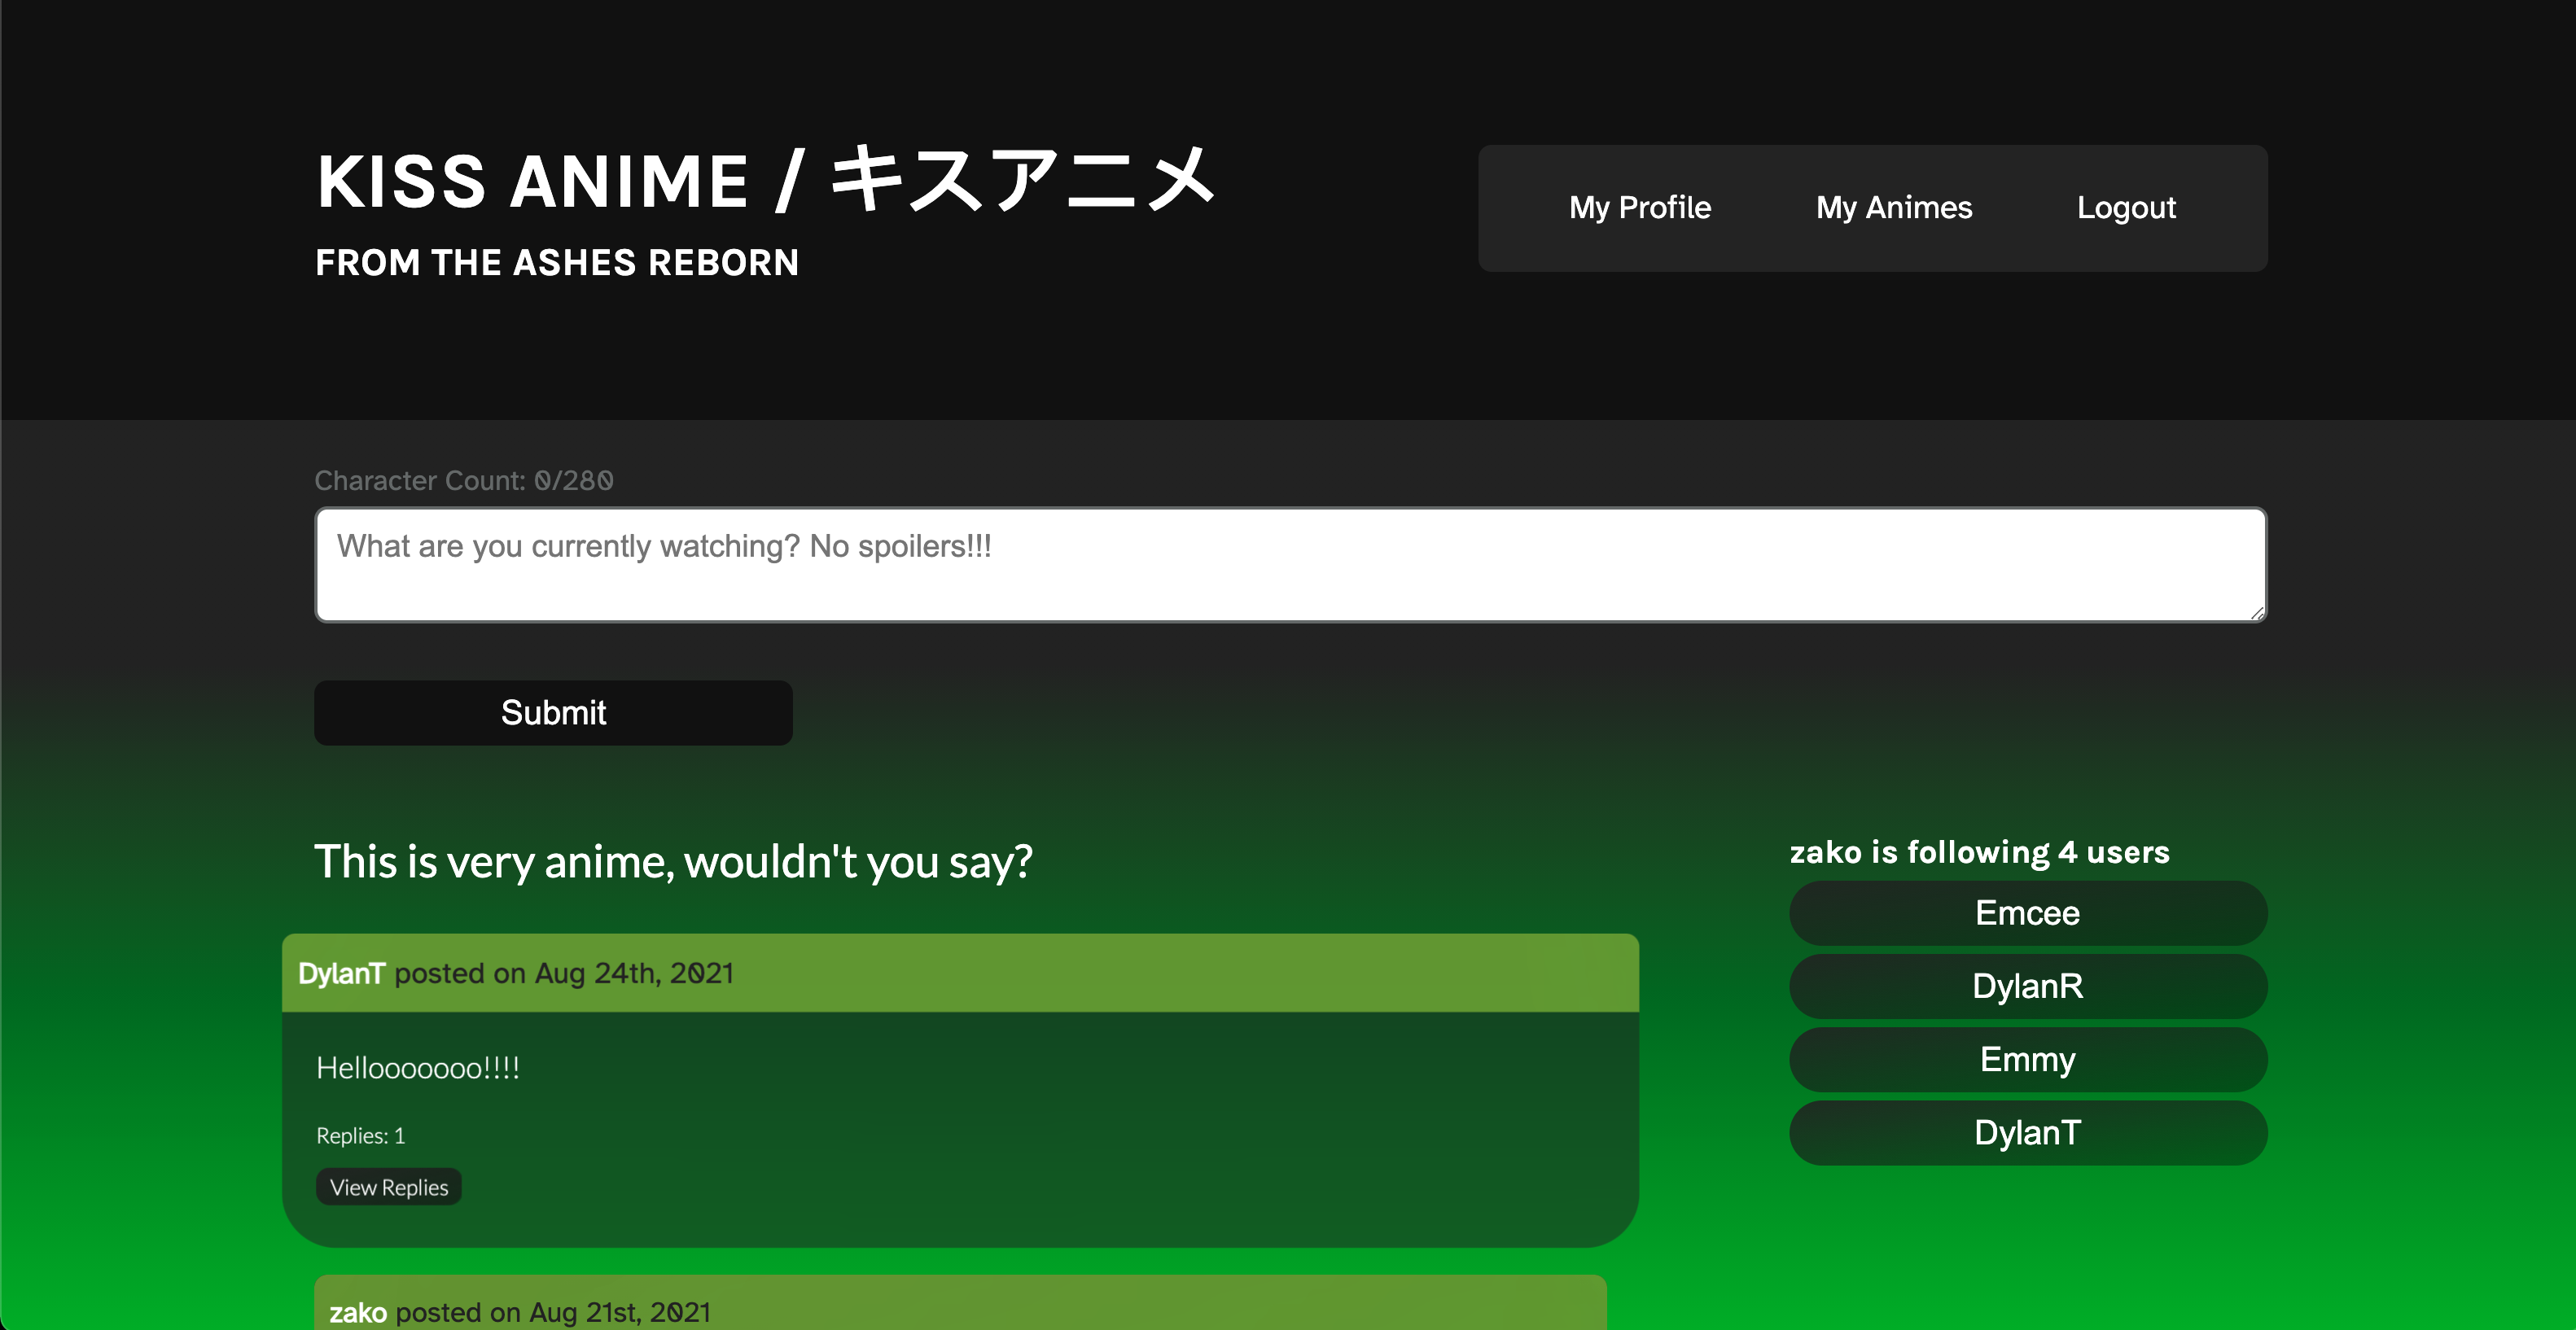 KISS ANIME / キスアニメ
FROM THE ASHES REBORN
My Profile
My Animes
Logout
Character Count: 0/280
What are you currently watching? No spoilers!!!
Submit
This is very anime, wouldn't you say?
DylanT posted on Aug 24th, 2021
Hellooooooo!!!!
Replies: 1
View Replies
zako posted on Aug 21st, 2021
zako is following 4 users
Emcee
DylanR
Emmy
DylanT